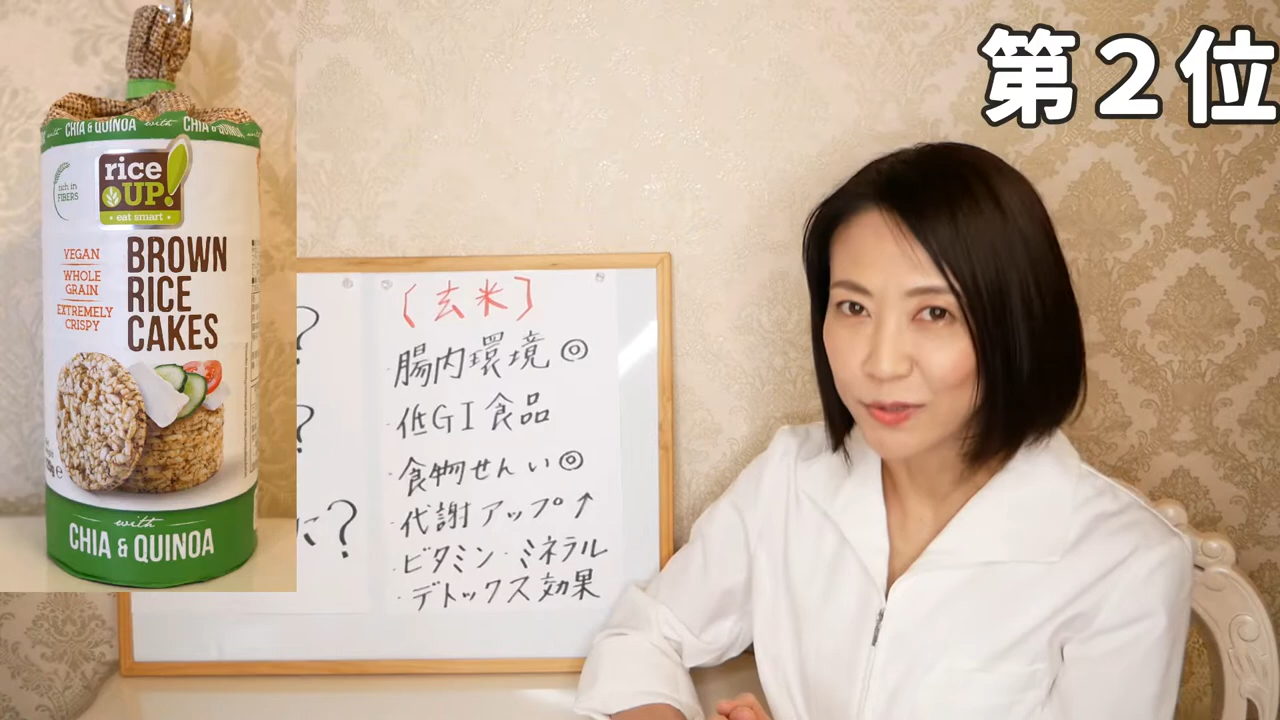 第2位
with CHIA & QUINOA with CHIA & QUINOA
rich in
FIBERS
rice
UP!
• eat smart •
VEGAN
WHOLE
GRAIN
EXTREMELY
CRISPY
BROWN
RICE
CAKES
with
CHIA & QUINOA
?
?
に?
[玄米]
・腸内環境◎
・低GI食品
・食物せんい◎
・代謝アップ↑
・ビタミン・ミネラル
・デトックス効果